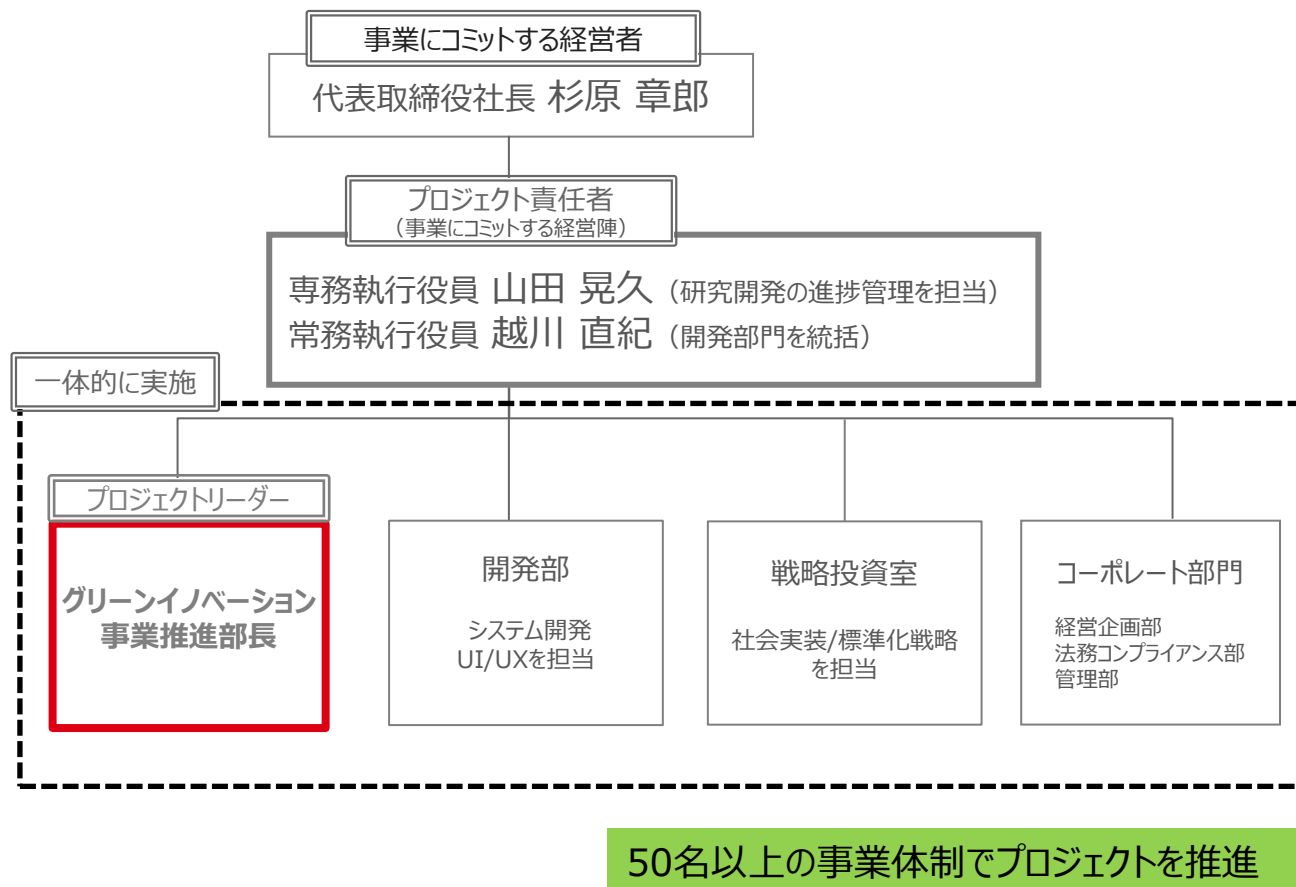 事業にコミットする経営者
代表取締役社長 杉原 章郎
プロジェクト責任者
（事業にコミットする経営陣）
専務執行役員 山田 晃久（研究開発の進捗管理を担当）
常務執行役員 越川 直紀（開発部門を統括）
一体的に実施
プロジェクトリーダー
グリーンイノベーション
事業推進部長
開発部
システム開発
UI/UXを担当
戦略投資室
社会実装/標準化戦略
を担当
コーポレート部門
経営企画部
法務コンプライアンス部
管理部
50名以上の事業体制でプロジェクトを推進